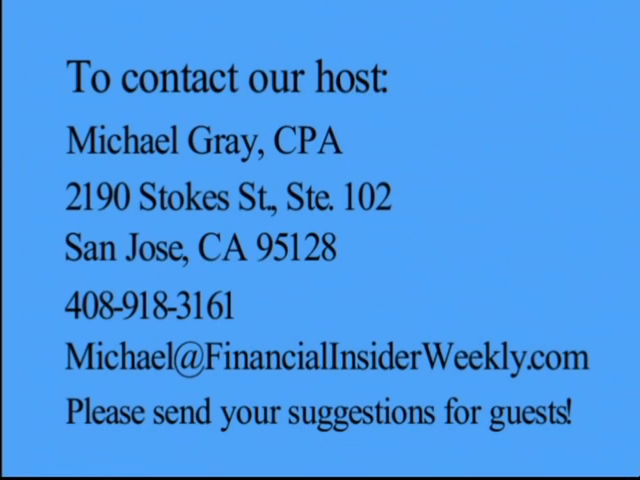 To contact our host:
Michael Gray, CPA
2190 Stokes St., Ste. 102
San Jose, CA 95128
408-918-3161
Michael@FinancialInsiderWeekly.com
Please send your suggestions for guests!